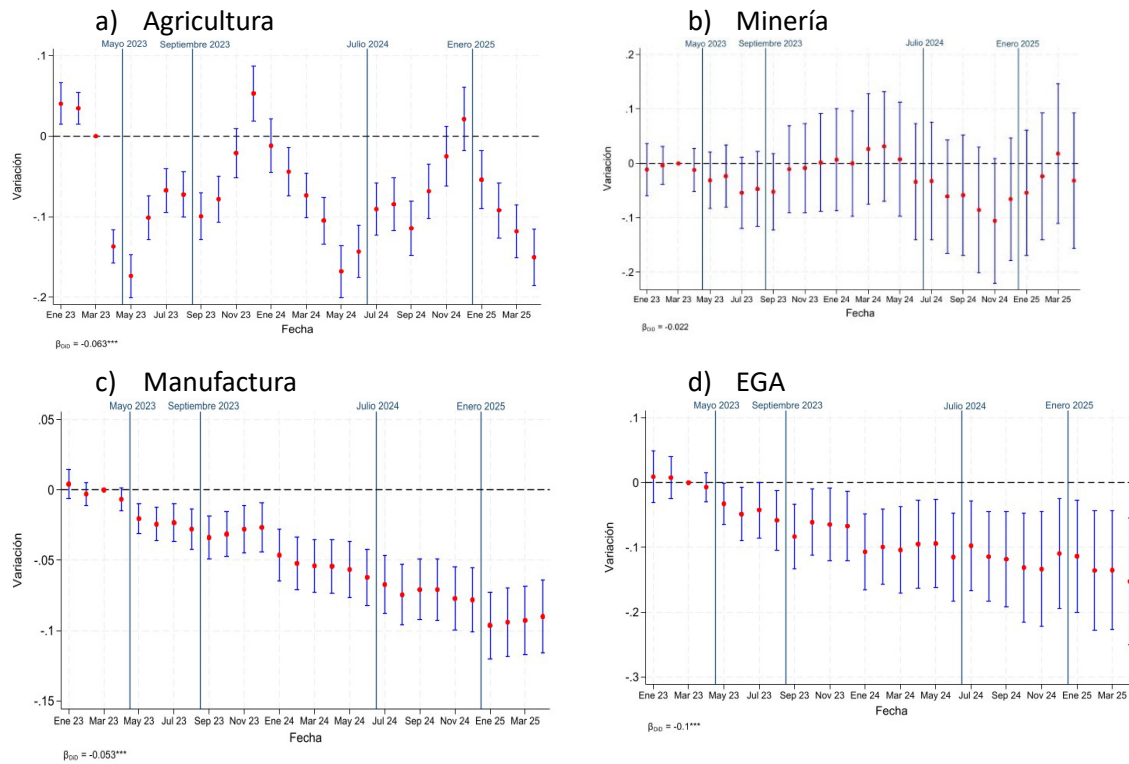 a) Agricultura
Mayo 2023 Septiembre 2023 Julio 2024 Enero 2025
.1
0
-.1
-.2
Variación
Ene 23 Mar 23 May 23 Jul 23 Sep 23 Nov 23 Ene 24 Mar 24 May 24 Jul 24 Sep 24 Nov 24 Ene 25 Mar 25
Fecha
βDID = -0.063***
b) Minería
Mayo 2023 Septiembre 2023 Julio 2024 Enero 2025
.2
.1
0
-.1
-.2
Variación
Ene 23 Mar 23 May 23 Jul 23 Sep 23 Nov 23 Ene 24 Mar 24 May 24 Jul 24 Sep 24 Nov 24 Ene 25 Mar 25
Fecha
βDID = -0.022
c) Manufactura
Mayo 2023 Septiembre 2023 Julio 2024 Enero 2025
.05
0
-.05
-.1
-.15
Variación
Ene 23 Mar 23 May 23 Jul 23 Sep 23 Nov 23 Ene 24 Mar 24 May 24 Jul 24 Sep 24 Nov 24 Ene 25 Mar 25
Fecha
βDID = -0.053***
d) EGA
Mayo 2023 Septiembre 2023 Julio 2024 Enero 2025
.1
0
-.1
-.2
-.3
Variación
Ene 23 Mar 23 May 23 Jul 23 Sep 23 Nov 23 Ene 24 Mar 24 May 24 Jul 24 Sep 24 Nov 24 Ene 25 Mar 25
Fecha
βDID = -0.1***